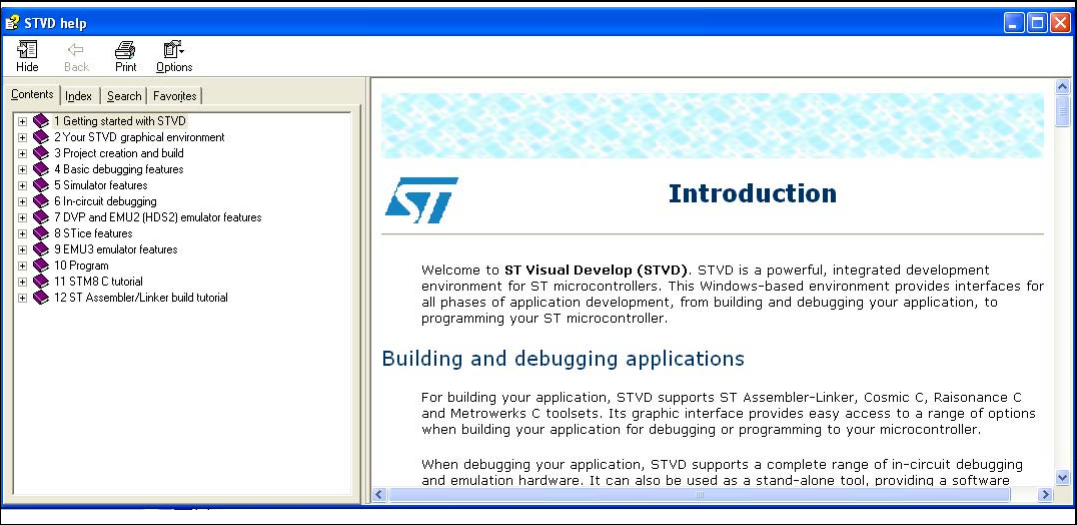 STVD help
Hide
Back
Print
Options
Contents
Index
Search
Favorites
1 Getting started with STVD
2 Your STVD graphical environment
3 Project creation and build
4 Basic debugging features
5 Simulator features
6 In-circuit debugging
7 DVP and EMU2 (HDS2) emulator features
8 STice features
9 EMU3 emulator features
10 Program
11 STM8 C tutorial
12 ST Assembler/Linker build tutorial
ST
Introduction
Welcome to ST Visual Develop (STVD). STVD is a powerful, integrated development
environment for ST microcontrollers. This Windows-based environment provides interfaces for
all phases of application development, from building and debugging your application, to
programming your ST microcontroller.
Building and debugging applications
For building your application, STVD supports ST Assembler-Linker, Cosmic C, Raisonance C
and Metrowerks C toolsets. Its graphic interface provides easy access to a range of options
when building your application for debugging or programming to your microcontroller.
When debugging your application, STVD supports a complete range of in-circuit debugging
and emulation hardware. It can also be used as a stand-alone tool, providing a software